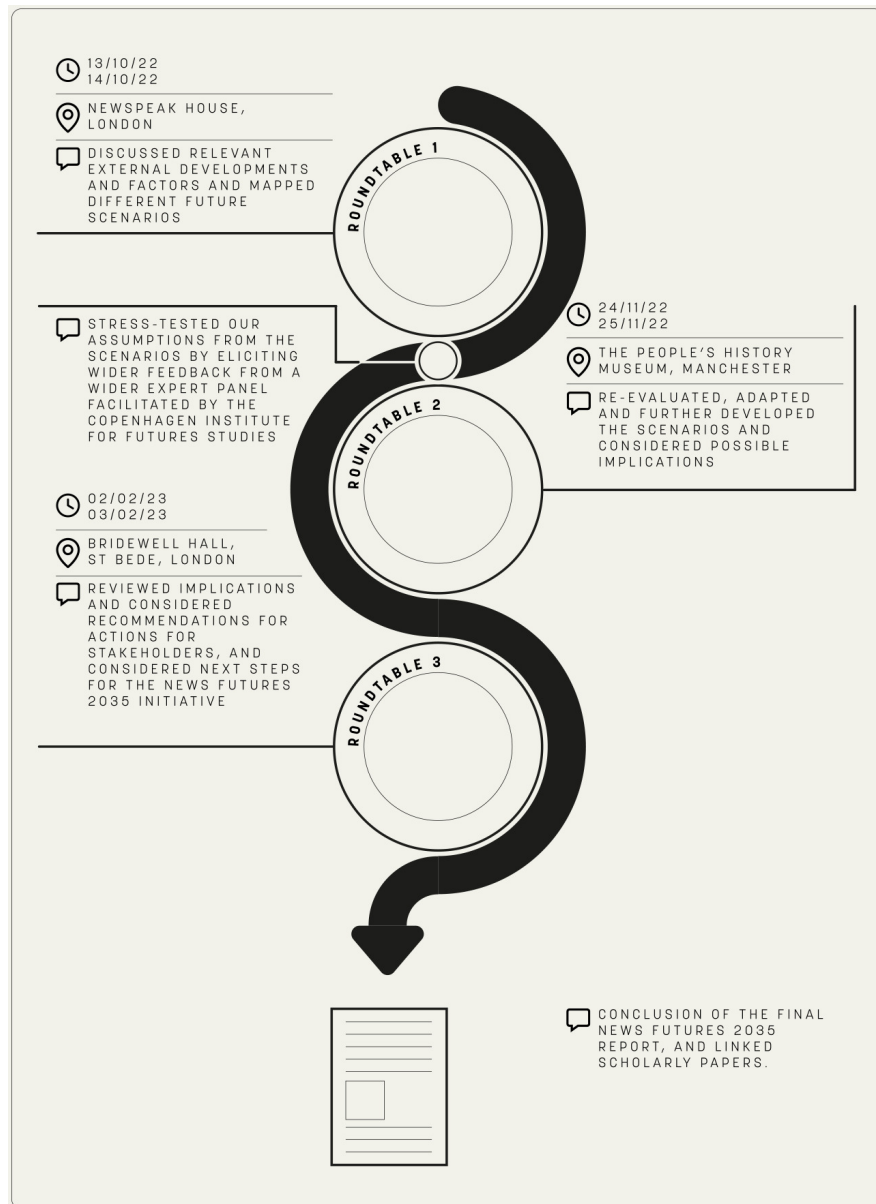 13/10/22
14/10/22
NEWSPEAK HOUSE,
LONDON
DISCUSSED RELEVANT
EXTERNAL DEVELOPMENTS
AND FACTORS AND MAPPED
DIFFERENT FUTURE
SCENARIOS
ROUNDTABLE 1
STRESS-TESTED OUR
ASSUMPTIONS FROM THE
SCENARIOS BY ELICITING
WIDER FEEDBACK FROM A
WIDER EXPERT PANEL
FACILITATED BY THE
COPENHAGEN INSTITUTE
FOR FUTURES STUDIES
24/11/22
25/11/22
THE PEOPLE'S HISTORY
MUSEUM, MANCHESTER
RE-EVALUATED, ADAPTED
AND FURTHER DEVELOPED
THE SCENARIOS AND
CONSIDERED POSSIBLE
IMPLICATIONS
ROUNDTABLE 2
02/02/23
03/02/23
BRIDEWELL HALL,
ST BEDE, LONDON
REVIEWED IMPLICATIONS
AND CONSIDERED
RECOMMENDATIONS FOR
ACTIONS FOR
STAKEHOLDERS, AND
CONSIDERED NEXT STEPS
FOR THE NEWS FUTURES
2035 INITIATIVE
ROUNDTABLE 3
CONCLUSION OF THE FINAL
NEWS FUTURES 2035
REPORT, AND LINKED
SCHOLARLY PAPERS.